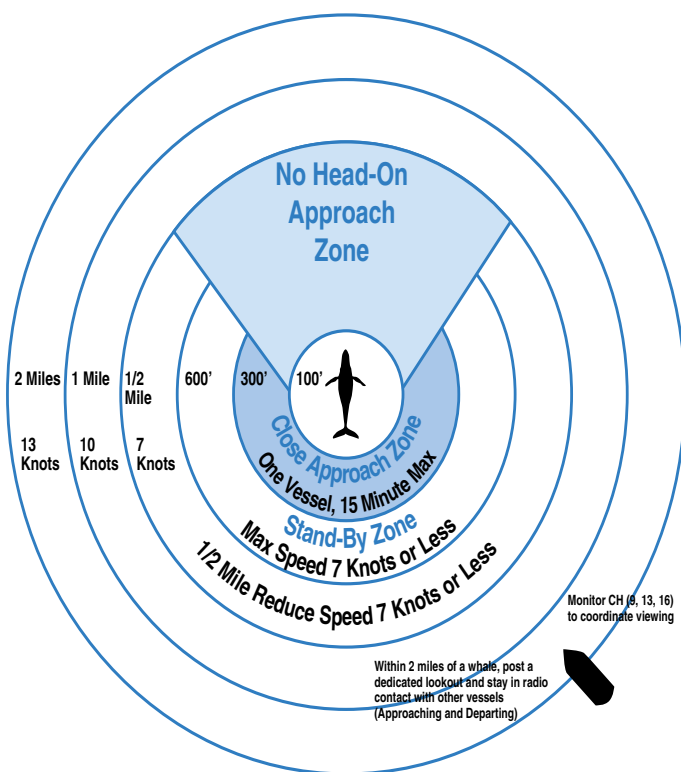 No Head-On
Approach
Zone
2 Miles
1 Mile
1/2
Mile
600’
300’
100’
13
Knots
10
Knots
7
Knots
Close Approach Zone
One Vessel, 15 Minute Max
Stand-By Zone
Max Speed 7 Knots or Less
1/2 Mile Reduce Speed 7 Knots or Less
Monitor CH (9, 13, 16)
to coordinate viewing
Within 2 miles of a whale, post a
dedicated lookout and stay in radio
contact with other vessels
(Approaching and Departing)